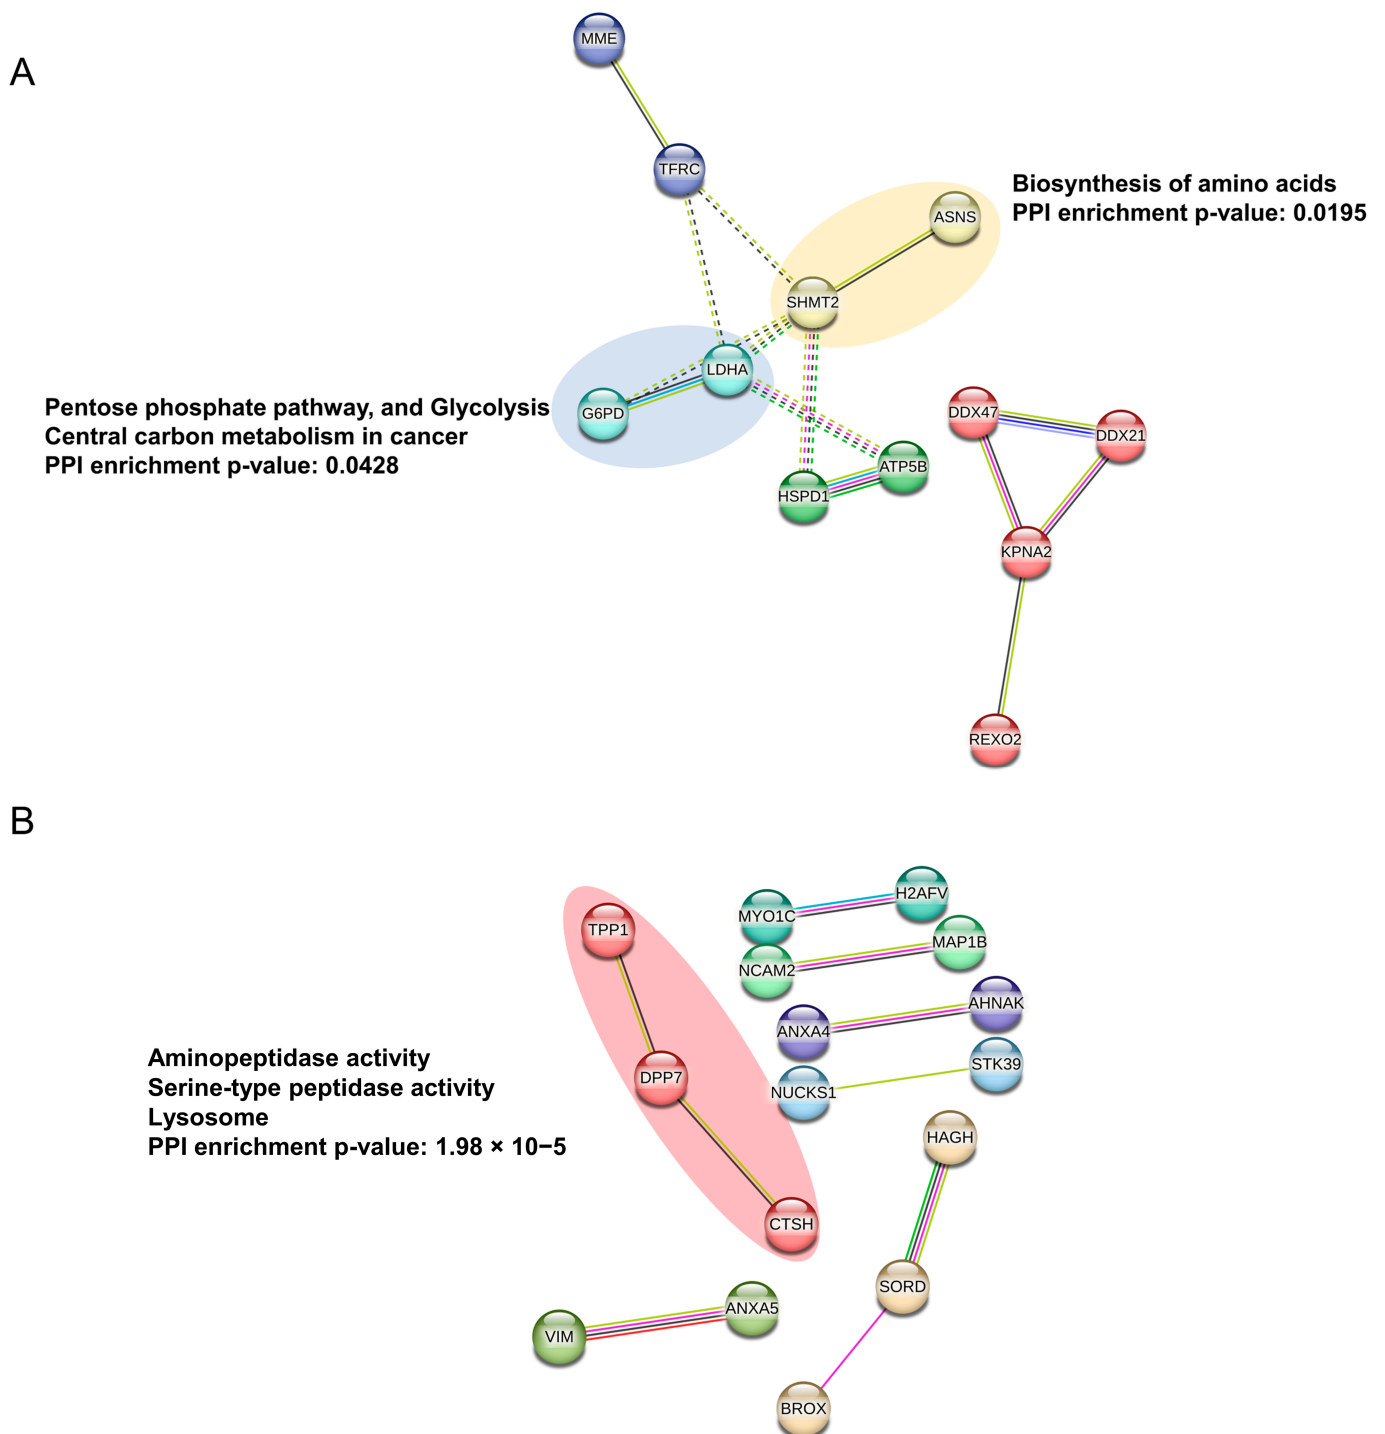 A
MME
TFRC
Biosynthesis of amino acids
PPI enrichment p-value: 0.0195
ASNS
SHMT2
LDHA
G6PD
Pentose phosphate pathway, and Glycolysis
Central carbon metabolism in cancer
PPI enrichment p-value: 0.0428
DDX47
DDX21
ATP5B
HSPD1
KPNA2
REXO2
B
TPP1
MYO1C
H2AFV
NCAM2
MAP1B
ANXA4
AHNAK
DPP7
NUCKS1
STK39
Aminopeptidase activity
Serine-type peptidase activity
Lysosome
PPI enrichment p-value: 1.98 × 10−5
HAGH
CTSH
SORD
VIM
ANXA5
BROX